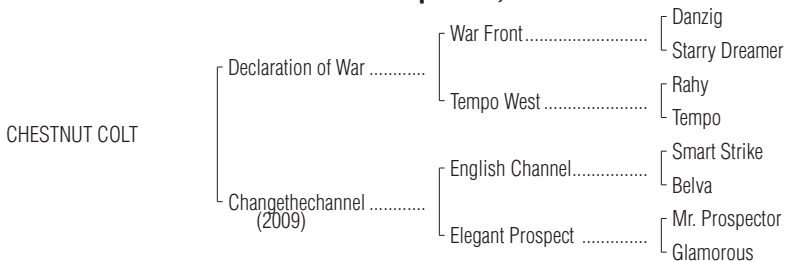 Danzig
War Front..........................
Starry Dreamer
Declaration of War ............
Rahy
Tempo West ......................
Tempo
CHESTNUT COLT
Smart Strike
English Channel................
Belva
Changethechannel ............
(2009)
Mr. Prospector
Elegant Prospect ..............
Glamorous